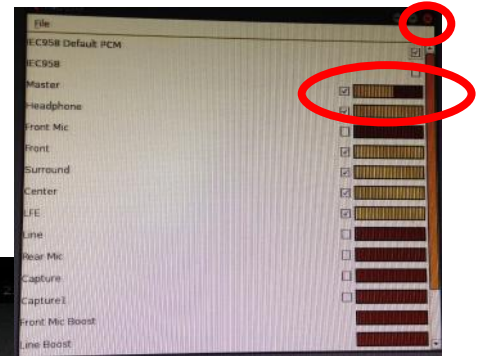 File
IEC958 Default PCM
IEC958
Master
Headphone
Front Mic
Front
Surround
Center
LFE
Line
Rear Mic
Capture
Capture1
Front Mic Boost
Line Boost
2